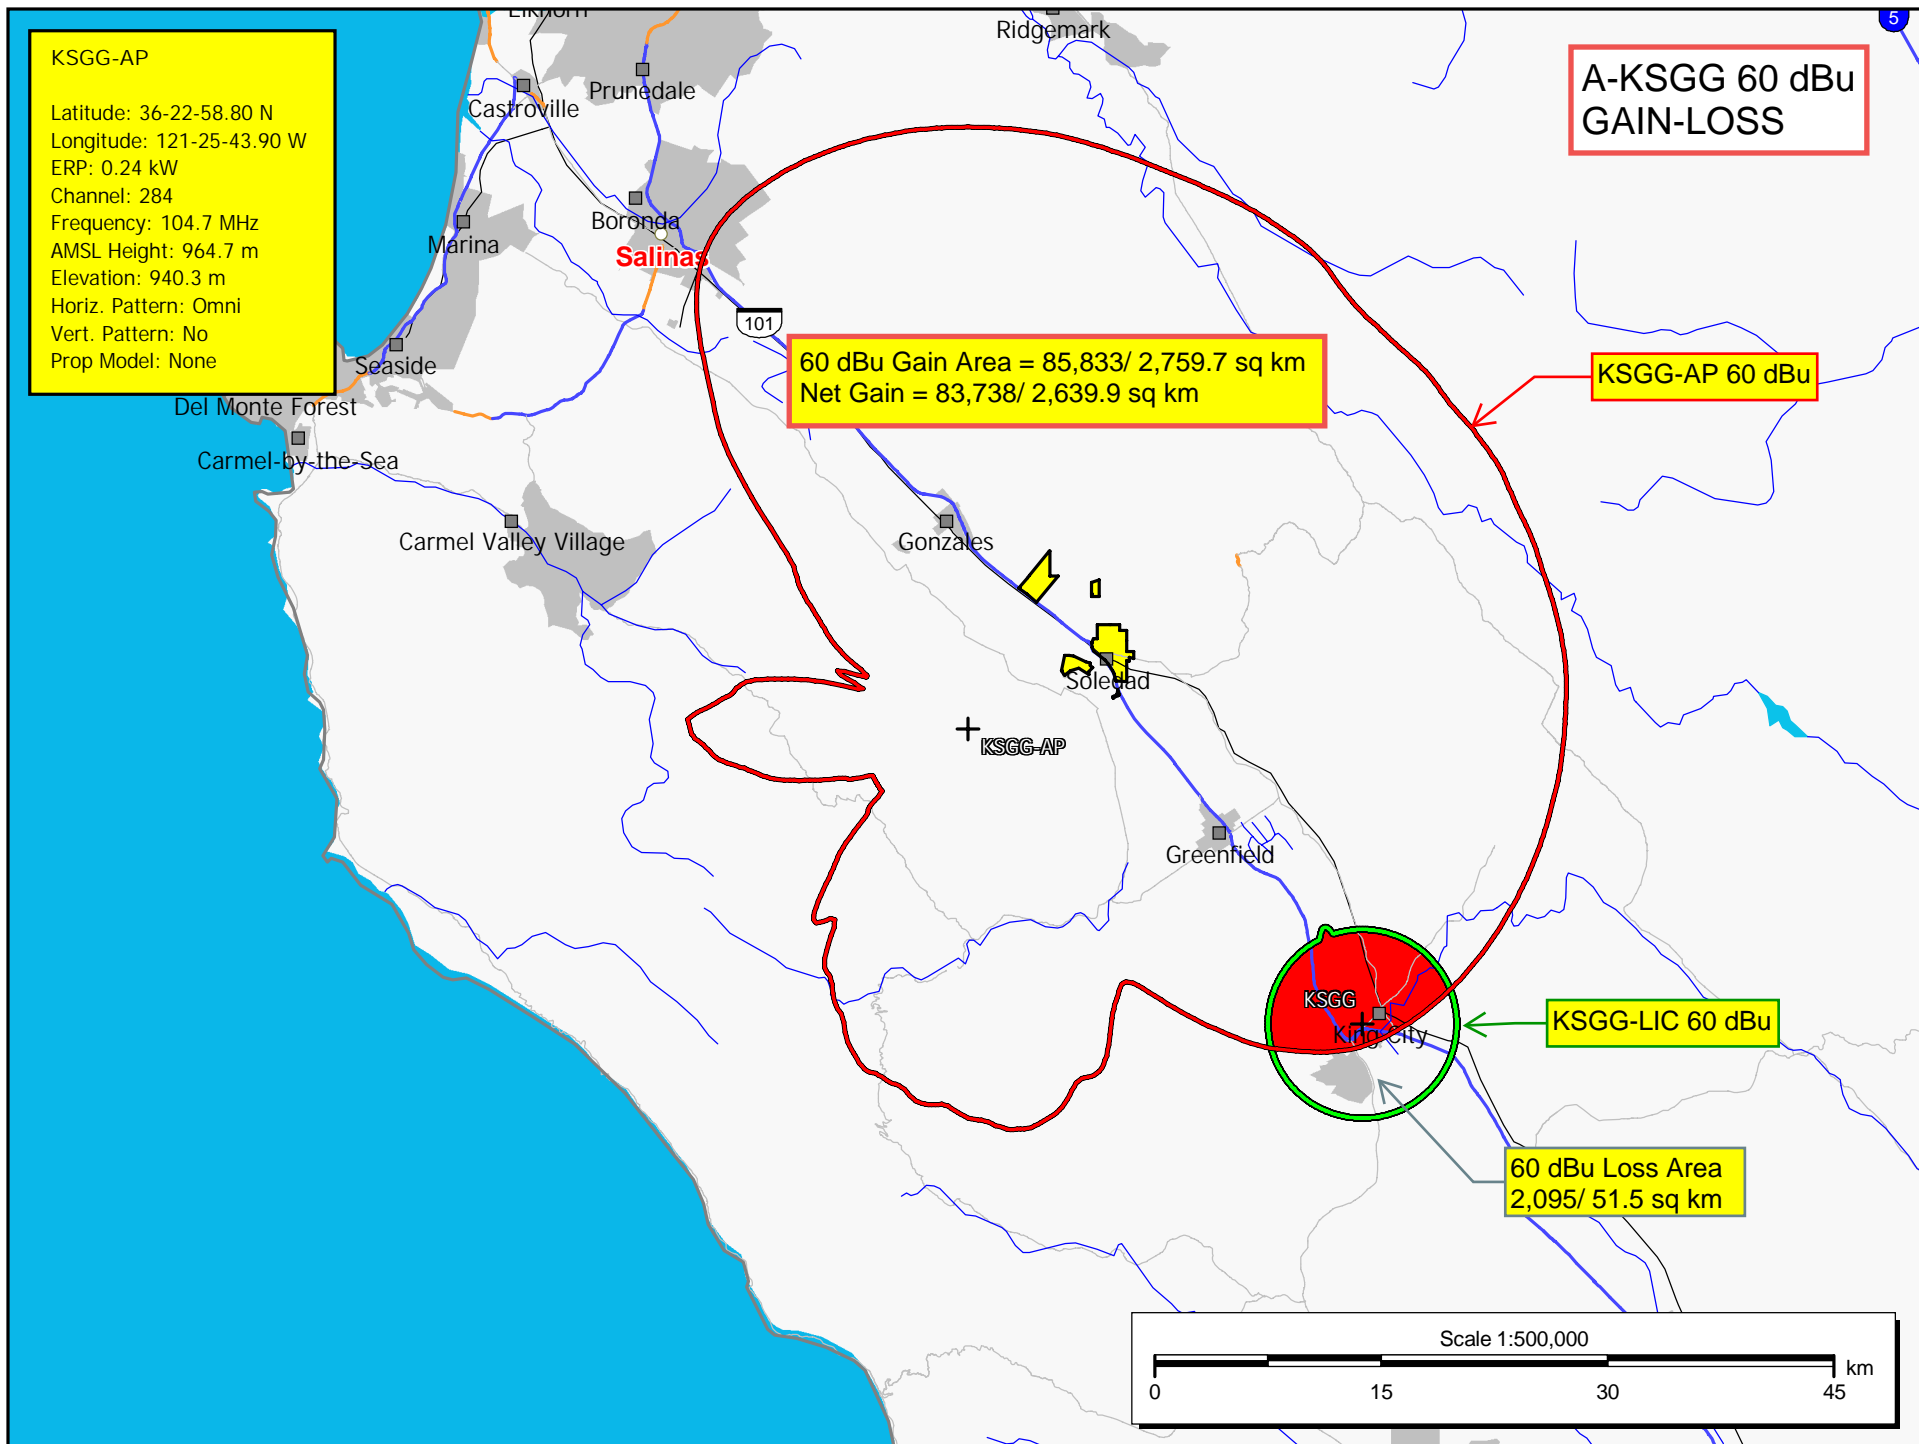 Elkhorn
Ridgemark
5
KSGG-AP
Latitude: 36-22-58.80 N
Longitude: 121-25-43.90 W
ERP: 0.24 kW
Channel: 284
Frequency: 104.7 MHz
AMSL Height: 964.7 m
Elevation: 940.3 m
Horiz. Pattern: Omni
Vert. Pattern: No
Prop Model: None
A-KSGG 60 dBu
GAIN-LOSS
Prunedale
Castroville
Boronda
Marina
Salinas
101
Seaside
60 dBu Gain Area = 85,833/ 2,759.7 sq km
Net Gain = 83,738/ 2,639.9 sq km
KSGG-AP 60 dBu
Del Monte Forest
Carmel-by-the-Sea
Carmel Valley Village
Gonzales
Soledad
KSGG-AP
Greenfield
KSGG
King City
KSGG-LIC 60 dBu
60 dBu Loss Area
2,095/ 51.5 sq km
Scale 1:500,000
km
0 15 30 45